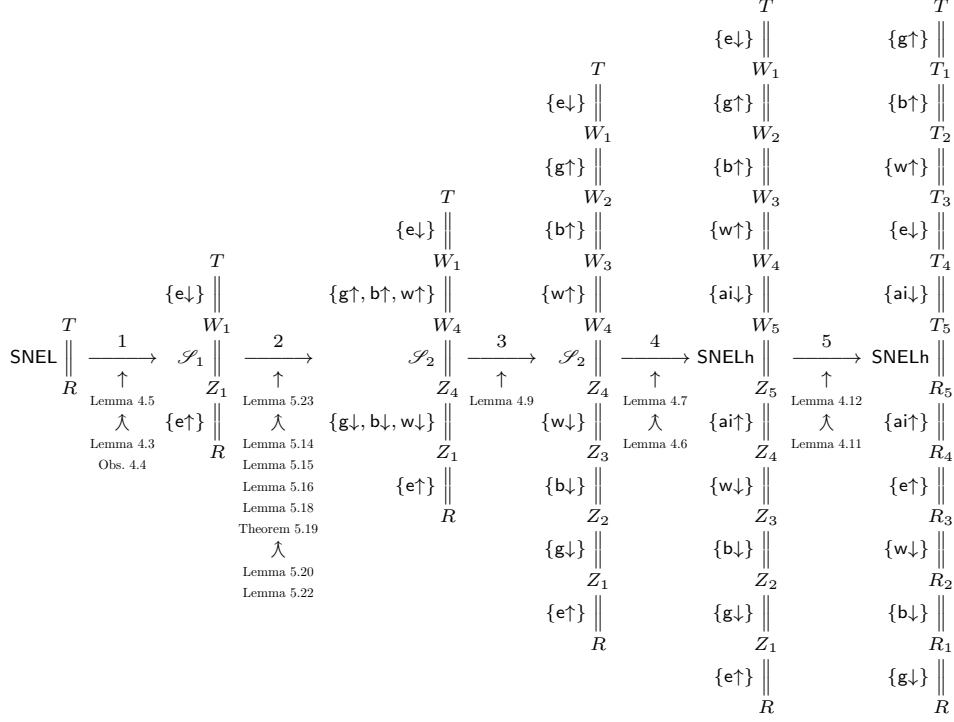 T
SNEL
R
1
Lemma 4.5
Lemma 4.3
Obs. 4.4
T
{e↓}
W₁
𝒮₁
Z₁
{e↑}
R
2
Lemma 5.23
Lemma 5.14
Lemma 5.15
Lemma 5.16
Lemma 5.18
Theorem 5.19
Lemma 5.20
Lemma 5.22
T
{e↓}
W₁
{g↑, b↑, w↑}
W₄
𝒮₂
Z₄
{g↓, b↓, w↓}
Z₁
{e↑}
R
3
Lemma 4.9
T
{e↓}
W₁
{g↑}
W₂
{b↑}
W₃
{w↑}
W₄
𝒮₂
Z₄
{w↓}
Z₃
{b↓}
Z₂
{g↓}
Z₁
{e↑}
R
4
Lemma 4.7
Lemma 4.6
T
{e↓}
W₁
{g↑}
W₂
{b↑}
W₃
{w↑}
W₄
{ai↓}
W₅
SNELh
Z₅
{ai↑}
Z₄
{w↓}
Z₃
{b↓}
Z₂
{g↓}
Z₁
{e↑}
R
5
Lemma 4.12
Lemma 4.11
T
{g↑}
T₁
{b↑}
T₂
{w↑}
T₃
{e↓}
T₄
{ai↓}
T₅
SNELh
R₅
{ai↑}
R₄
{e↑}
R₃
{w↓}
R₂
{b↓}
R₁
{g↓}
R